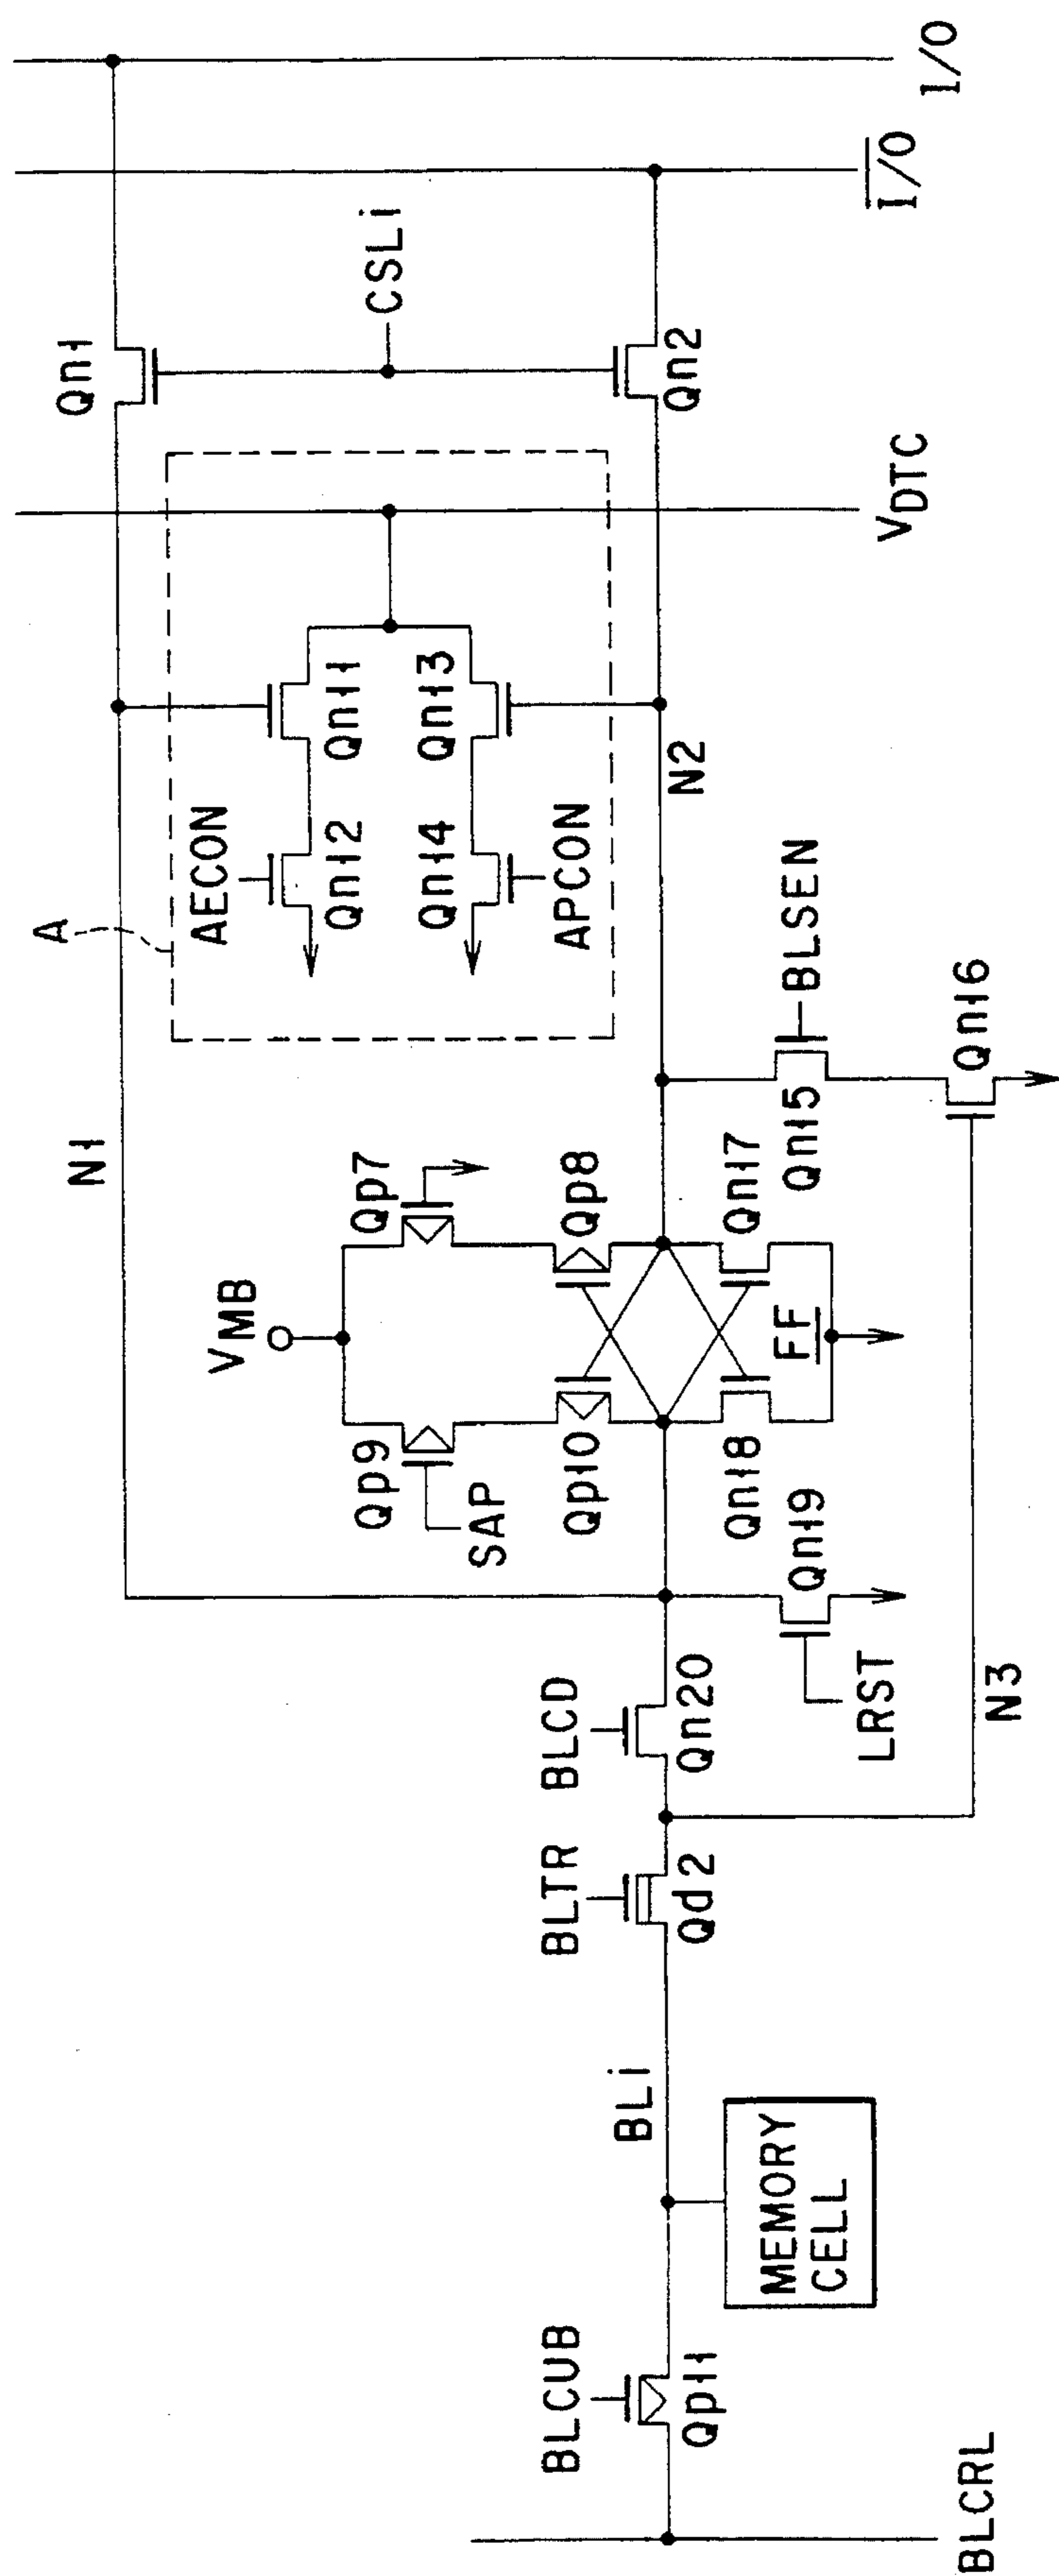 I/O
I/O
Qn1
CSLi
Qn2
VDTC
A
AECON
Qn11
Qn12
Qn13
Qn14
APCON
N1
N2
BLSEN
Qn15
Qn16
VMB
Qp7
Qp8
Qn17
Qp9
SAP
Qp10
Qn18
FF
Qn19
LRST
N3
BLCD
Qn20
BLTR
Qd2
BLi
MEMORY
CELL
BLCUB
Qp11
BLCRL